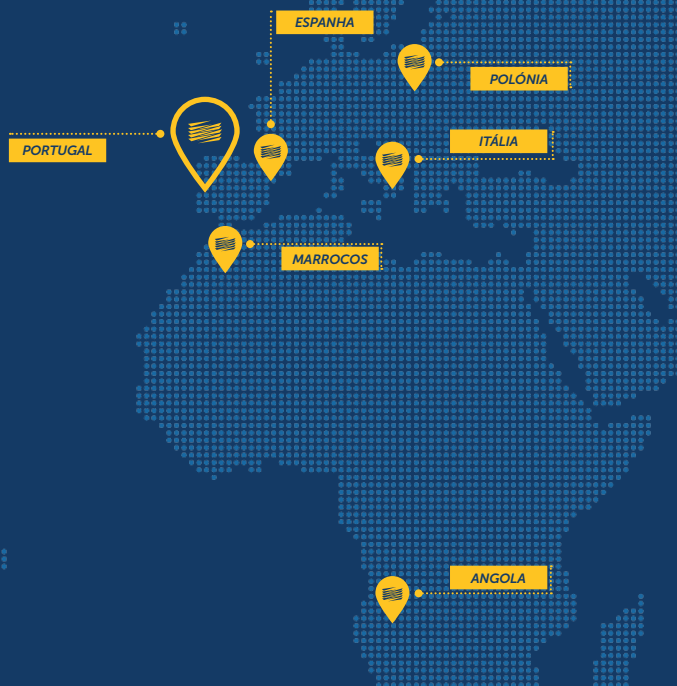 ESPANHA
POLÓNIA
ITÁLIA
PORTUGAL
MARROCOS
ANGOLA